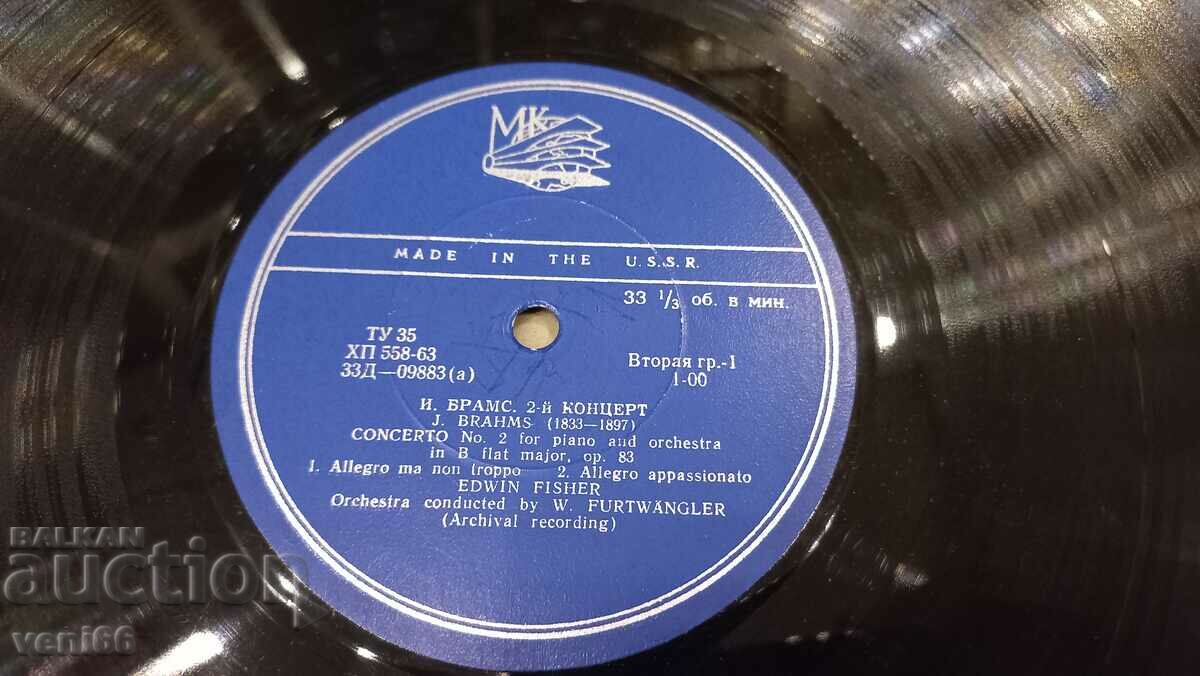 MK
MADE IN THE U.S.S.R.
33 1/3 об. в мин.
ТУ 35
ХП 558-63
33Д—09883(а)
Вторая гр.-1
1-00
И. БРАМС. 2-й КОНЦЕРТ
J. BRAHMS (1833—1897)
CONCERTO No. 2 for piano and orchestra
in B flat major, op. 83
1. Allegro ma non troppo 2. Allegro appassionato
EDWIN FISHER
Orchestra conducted by W. FURTWÄNGLER
(Archival recording)
BALKAN
auction
veni66